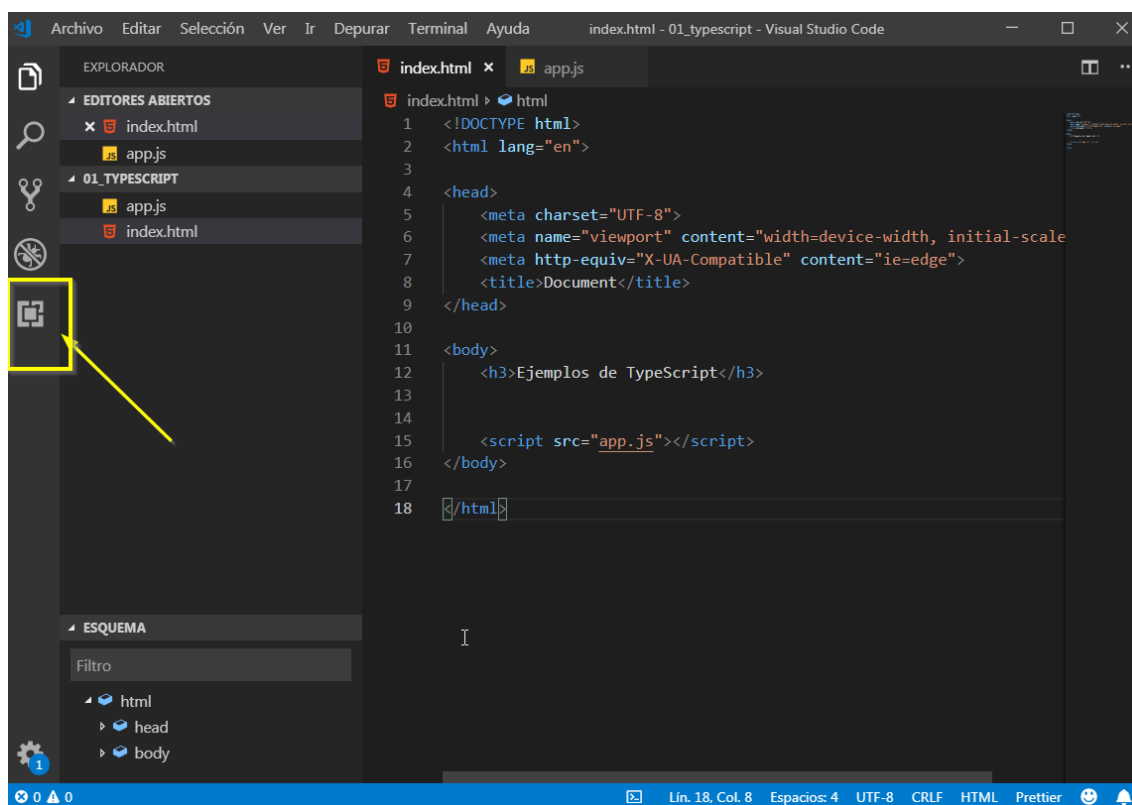 Archivo Editar Selección Ver Ir Depurar Terminal Ayuda index.html - 01_typescript - Visual Studio Code
EXPLORADOR
EDITORES ABIERTOS
index.html
JS app.js
01_TYPESCRIPT
JS app.js
index.html
ESQUEMA
Filtro
html
head
body
1
index.html JS app.js
index.html html
1 <!DOCTYPE html>
2 <html lang="en">
3
4 <head>
5 <meta charset="UTF-8">
6 <meta name="viewport" content="width=device-width, initial-scale
7 <meta http-equiv="X-UA-Compatible" content="ie=edge">
8 <title>Document</title>
9 </head>
10
11 <body>
12 <h3>Ejemplos de TypeScript</h3>
13
14
15 <script src="app.js"></script>
16 </body>
17
18 </html>
0 0 Lín. 18, Col. 8 Espacios: 4 UTF-8 CRLF HTML Prettier